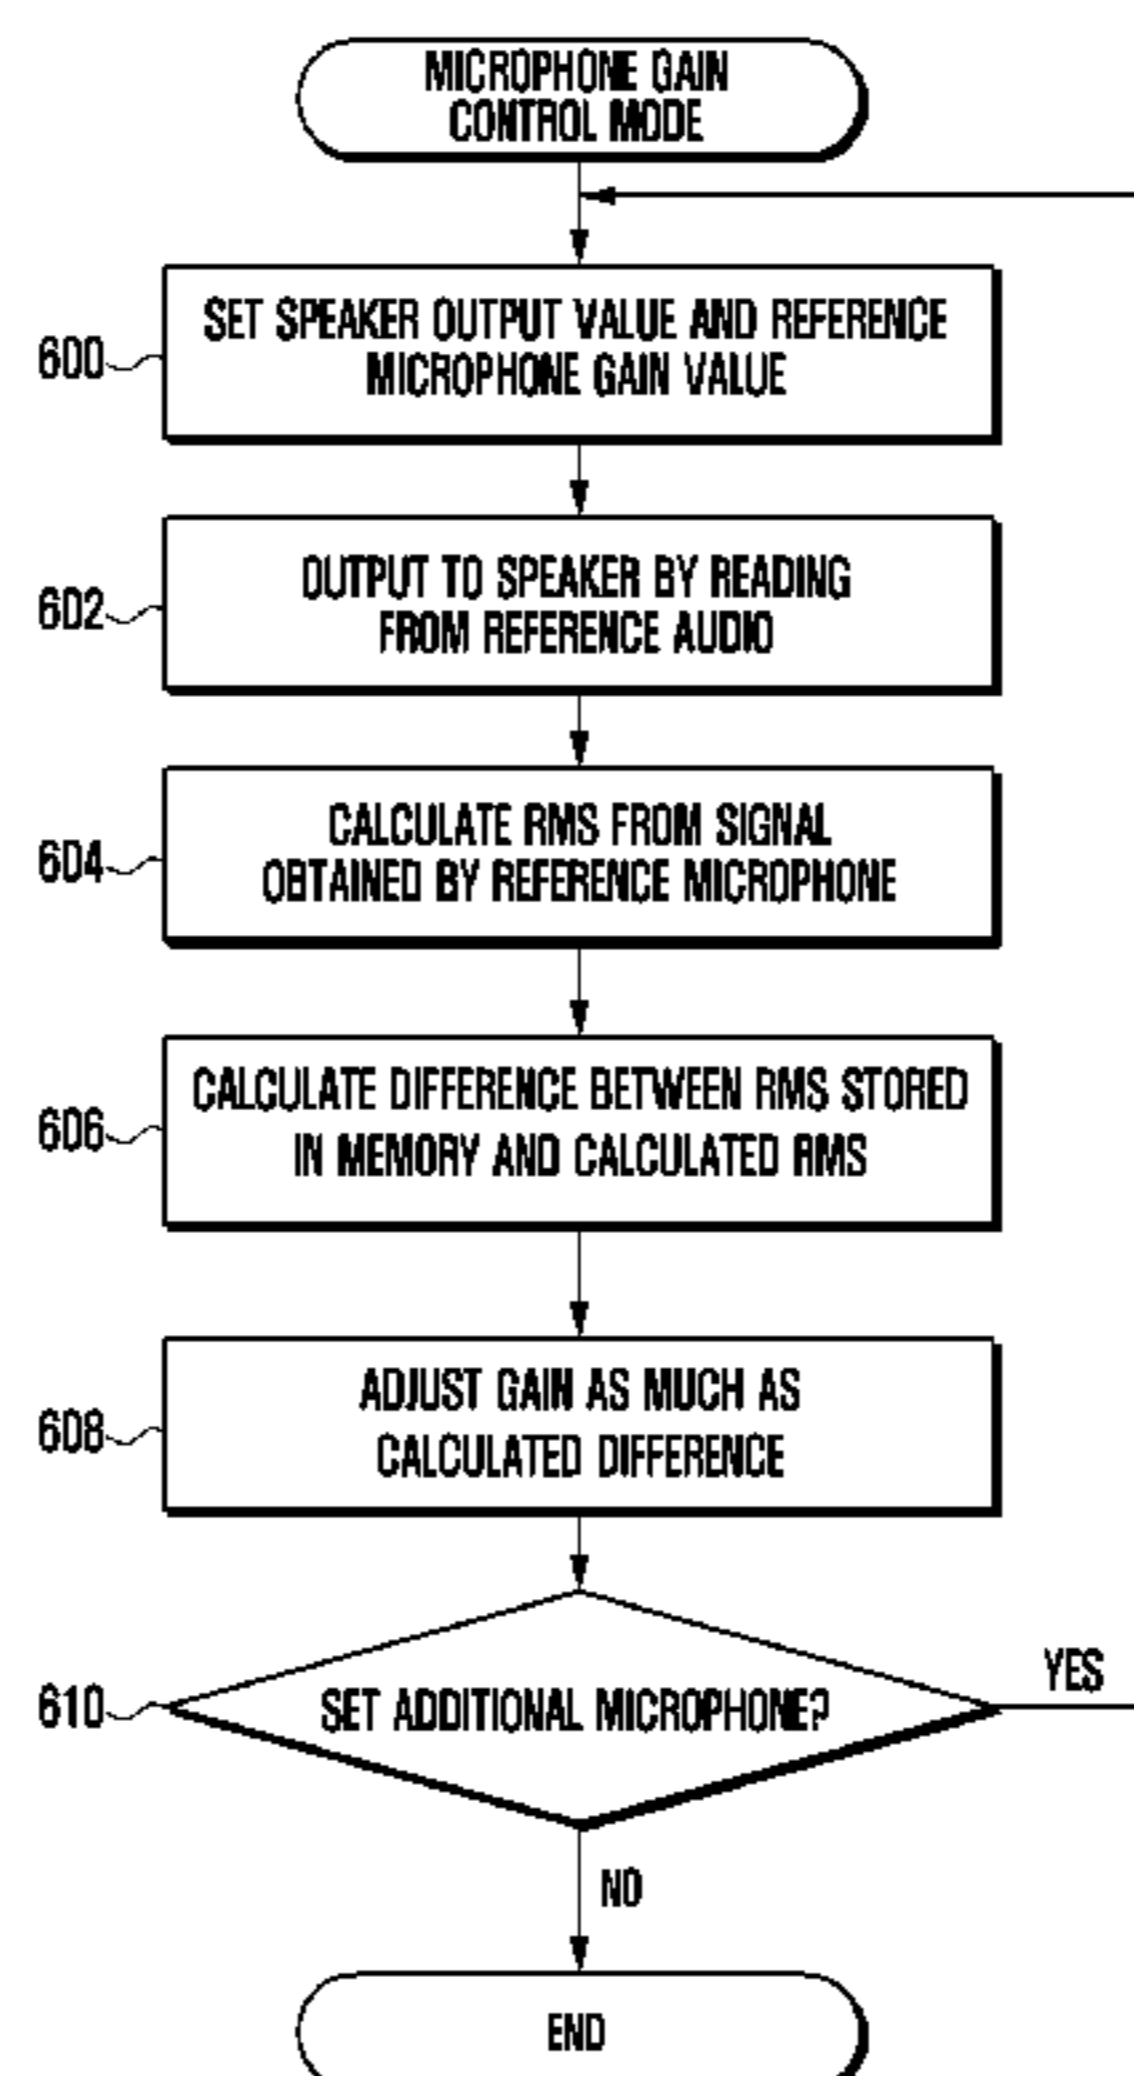 MICROPHONE GAIN
CONTROL MODE
600
SET SPEAKER OUTPUT VALUE AND REFERENCE
MICROPHONE GAIN VALUE
602
OUTPUT TO SPEAKER BY READING
FROM REFERENCE AUDIO
604
CALCULATE RMS FROM SIGNAL
OBTAINED BY REFERENCE MICROPHONE
606
CALCULATE DIFFERENCE BETWEEN RMS STORED
IN MEMORY AND CALCULATED RMS
608
ADJUST GAIN AS MUCH AS
CALCULATED DIFFERENCE
610
SET ADDITIONAL MICROPHONE?
YES
NO
END